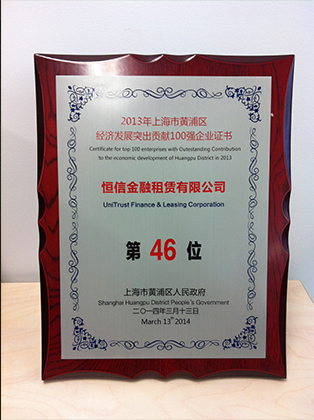 2013年上海市黄浦区
经济发展突出贡献100强企业证书
Certificate for top 100 enterprises with Outestanding Contribution
to the economic development of Huangpu District in 2013
恒信金融租赁有限公司
UniTrust Finance & Leasing Corporation
第 46 位
上海市黄浦区人民政府
Shanghai Huangpu District People's Government
二〇一四年三月十三日
March 13th 2014